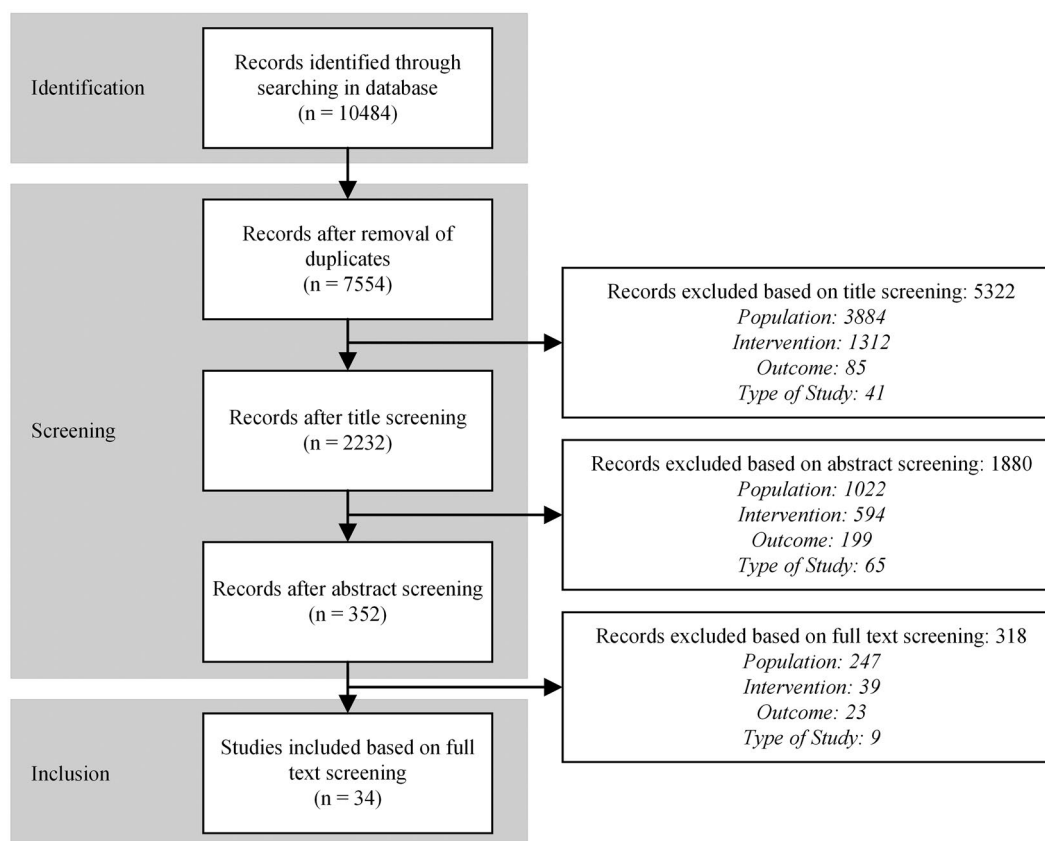 Identification
Records identified through
searching in database
(n = 10484)
Screening
Records after removal of
duplicates
(n = 7554)
Records excluded based on title screening: 5322
Population: 3884
Intervention: 1312
Outcome: 85
Type of Study: 41
Records after title screening
(n = 2232)
Records excluded based on abstract screening: 1880
Population: 1022
Intervention: 594
Outcome: 199
Type of Study: 65
Records after abstract screening
(n = 352)
Records excluded based on full text screening: 318
Population: 247
Intervention: 39
Outcome: 23
Type of Study: 9
Inclusion
Studies included based on full
text screening
(n = 34)